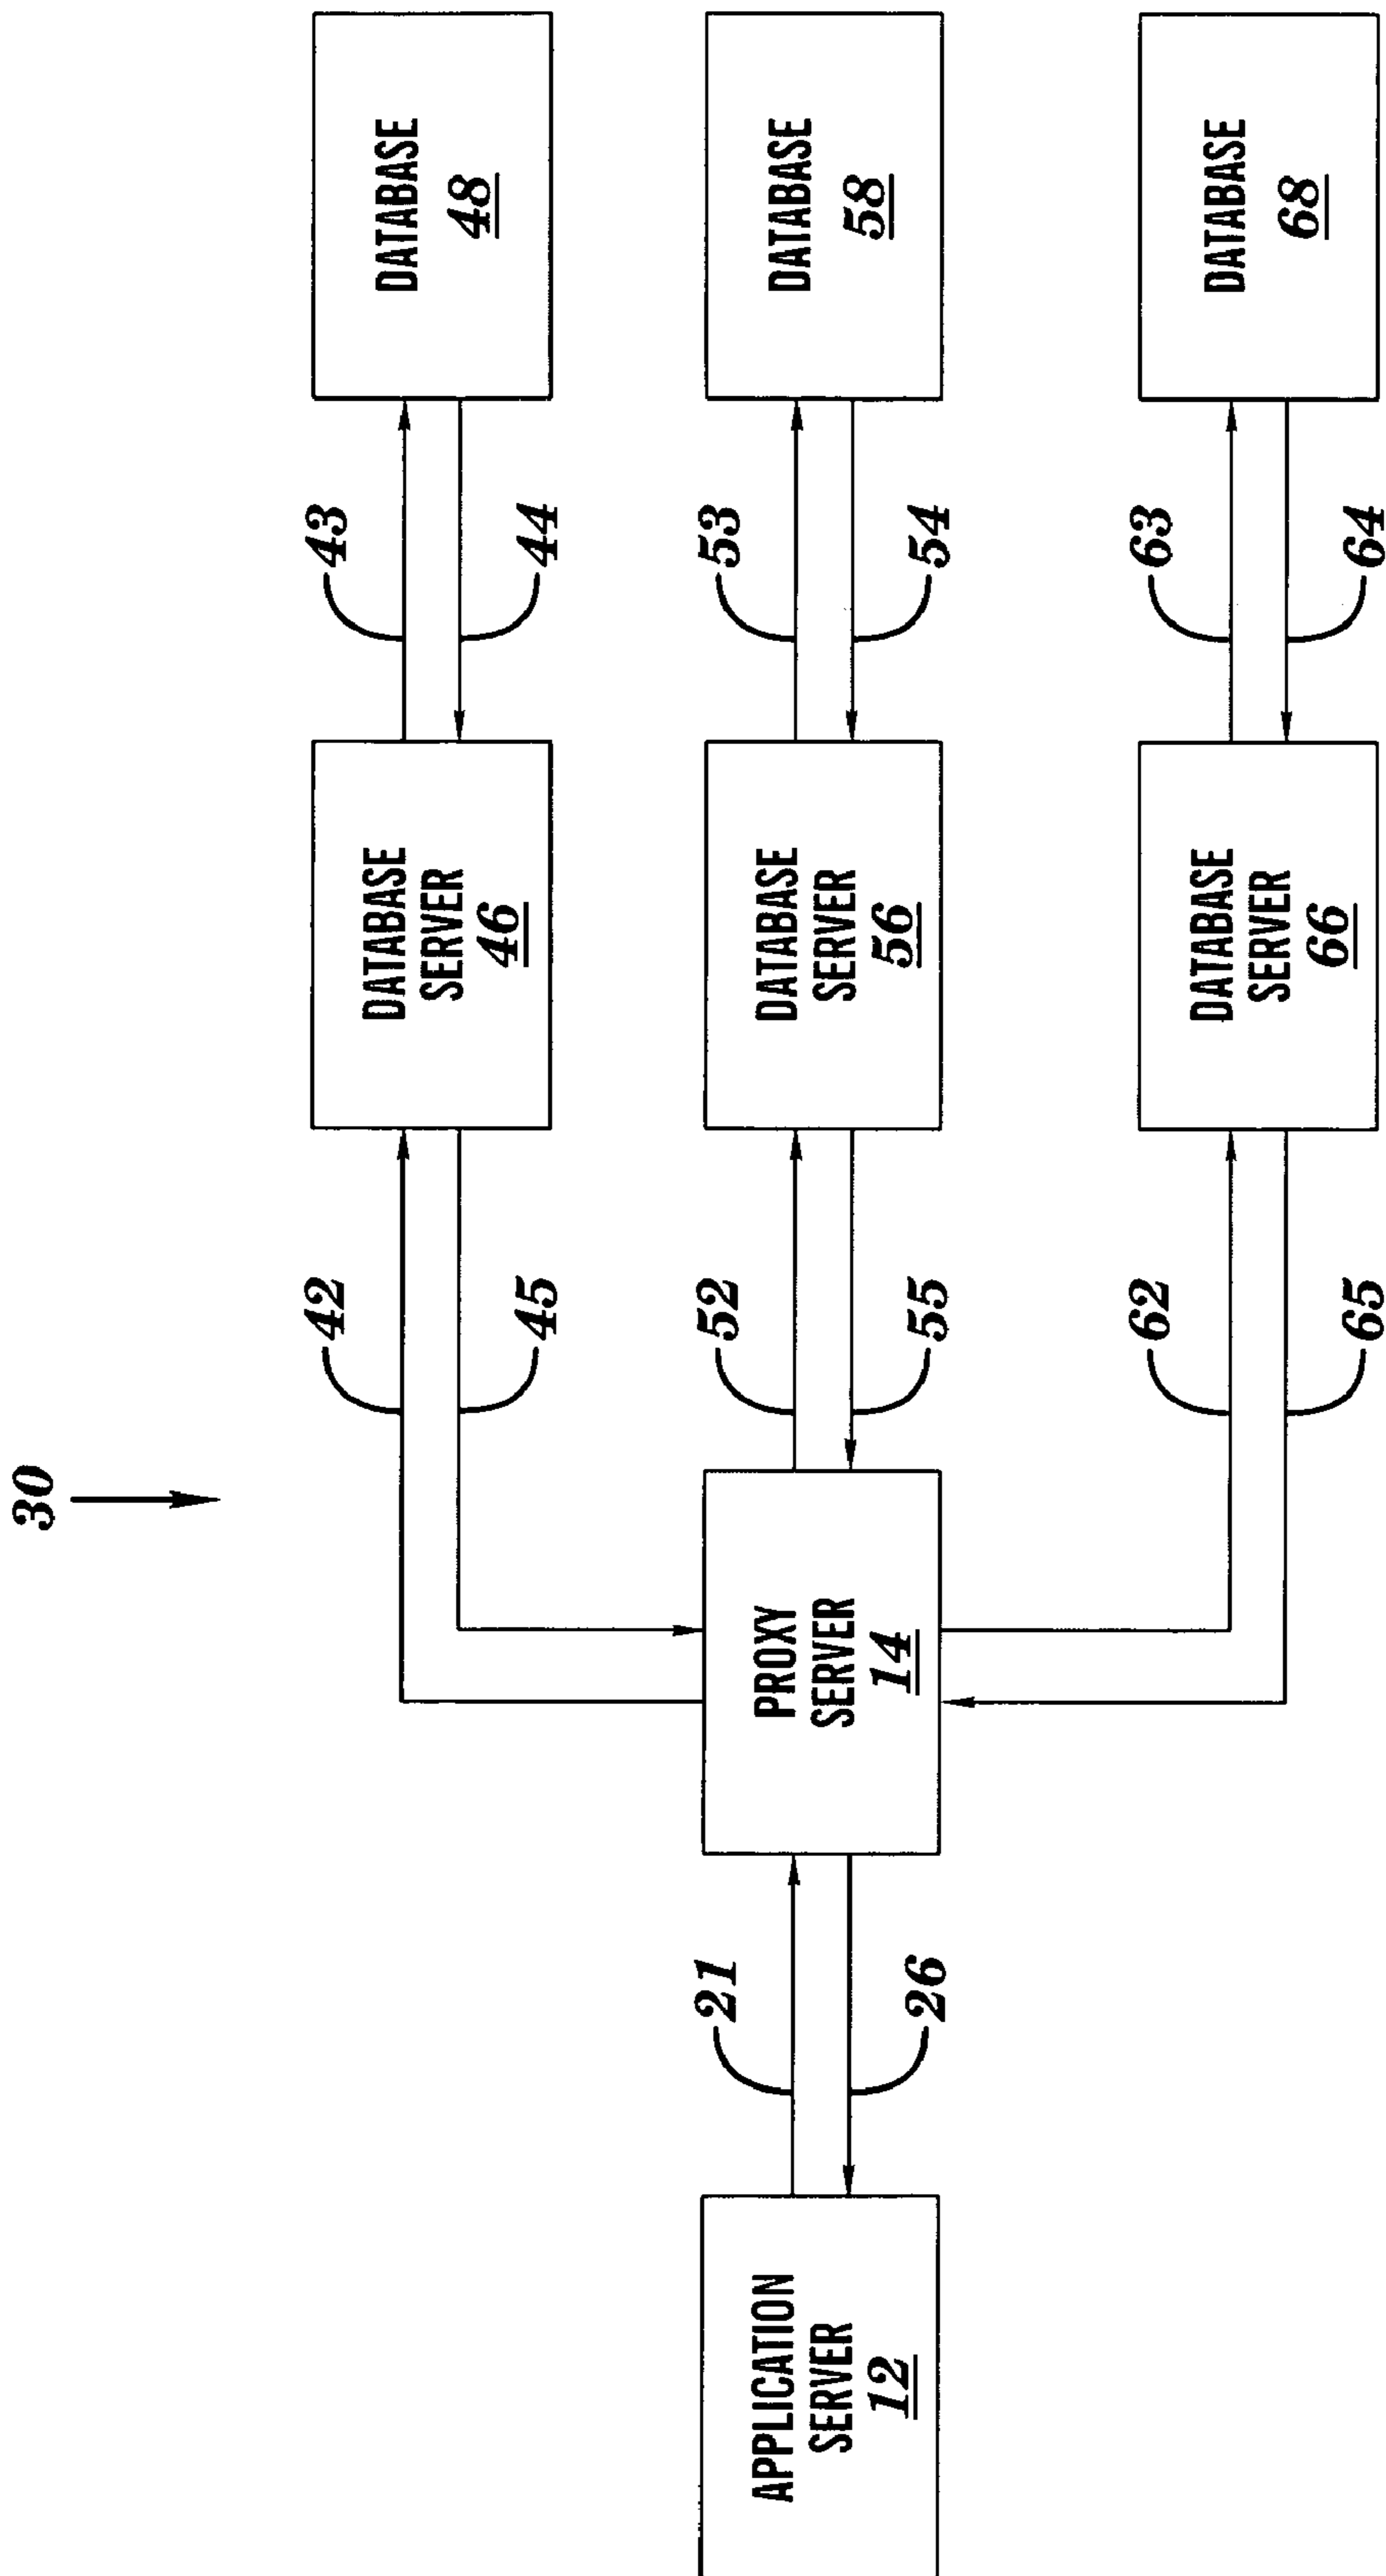 30
APPLICATION
SERVER
12
21
26
PROXY
SERVER
14
42
45
52
55
62
65
DATABASE
SERVER
46
DATABASE
SERVER
56
DATABASE
SERVER
66
43
44
53
54
63
64
DATABASE
48
DATABASE
58
DATABASE
68